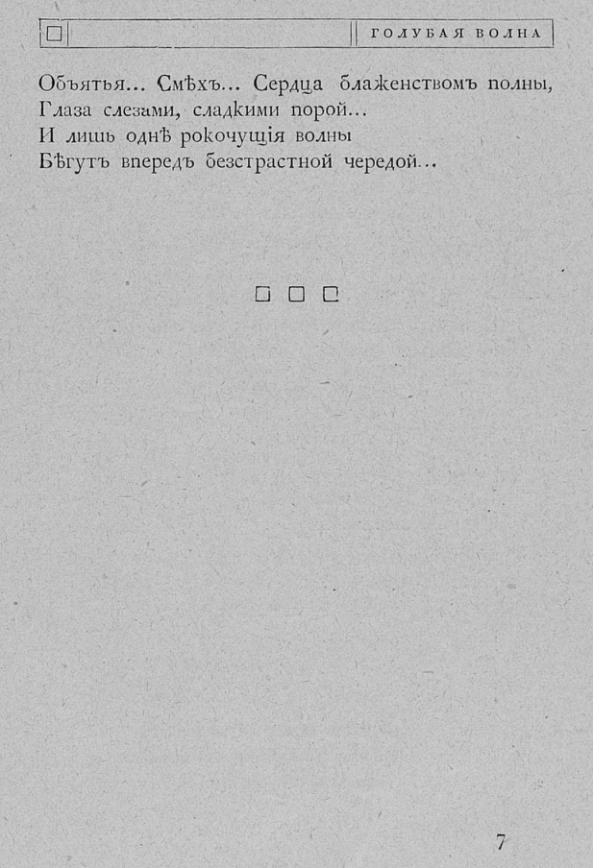 ГОЛУБАЯ ВОЛНА
Объятья... Смѣхъ... Сердца блаженствомъ полны,
Глаза слезами, сладкими порой...
И лишь однѣ рокочущія волны
Бѣгутъ впередъ безстрастной чередой...
7